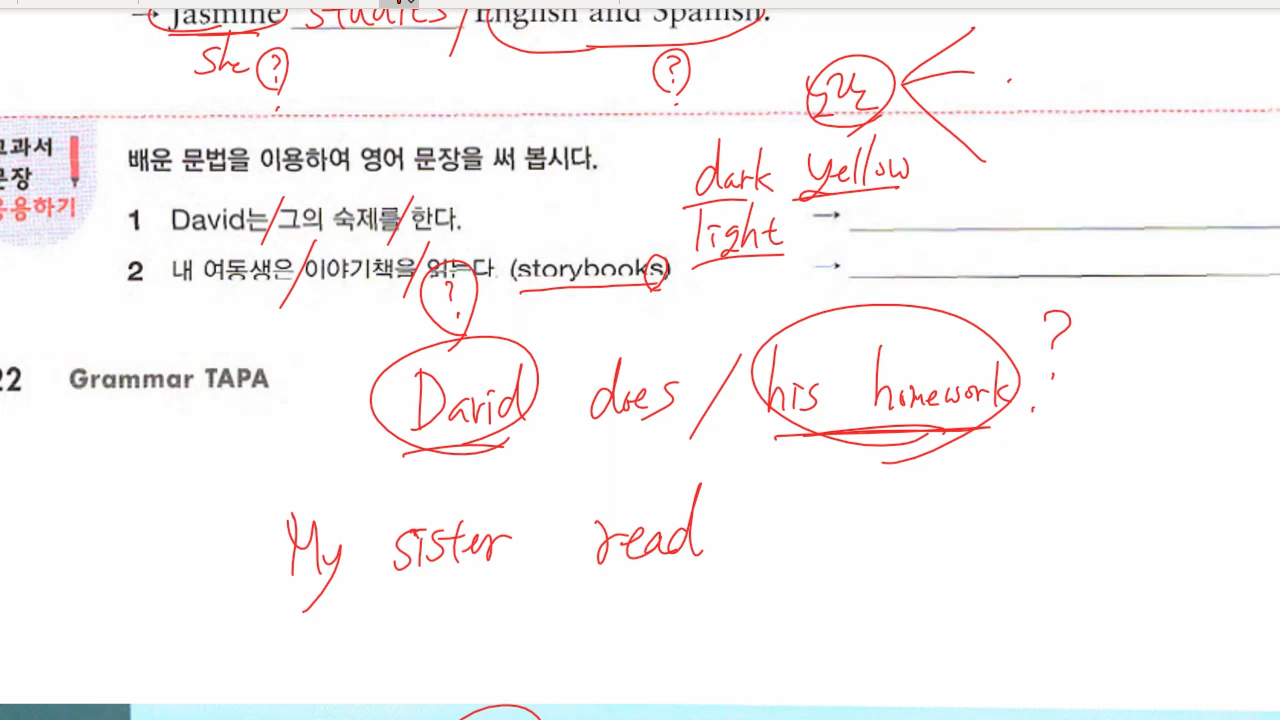 → Jasmine studies / English and Spanish.
She ? ?
dark yellow
light
교과서
문장
응용하기
배운 문법을 이용하여 영어 문장을 써 봅시다.
1 David는 / 그의 숙제를 / 한다. →
2 내 여동생은 / 이야기책을 / 읽는다. (storybooks) →
?
David does / his homework ?
22 Grammar TAPA
My sister read